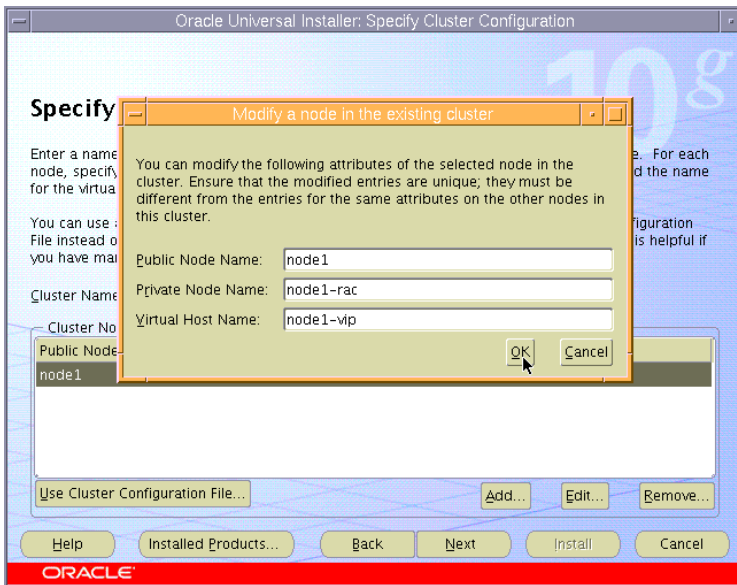 Oracle Universal Installer: Specify Cluster Configuration
10g
Specify
Modify a node in the existing cluster
Enter a name
e. For each
node, specify
d the name
for the virtua
You can modify the following attributes of the selected node in the
cluster. Ensure that the modified entries are unique; they must be
different from the entries for the same attributes on the other nodes in
this cluster.
You can use
figuration
File instead o
is helpful if
you have ma
Public Node Name: node1
Private Node Name: node1-rac
Virtual Host Name: node1-vip
Cluster Name
Cluster No
OK Cancel
Public Node
node1
Use Cluster Configuration File... Add... Edit... Remove...
Help Installed Products... Back Next Install Cancel
ORACLE